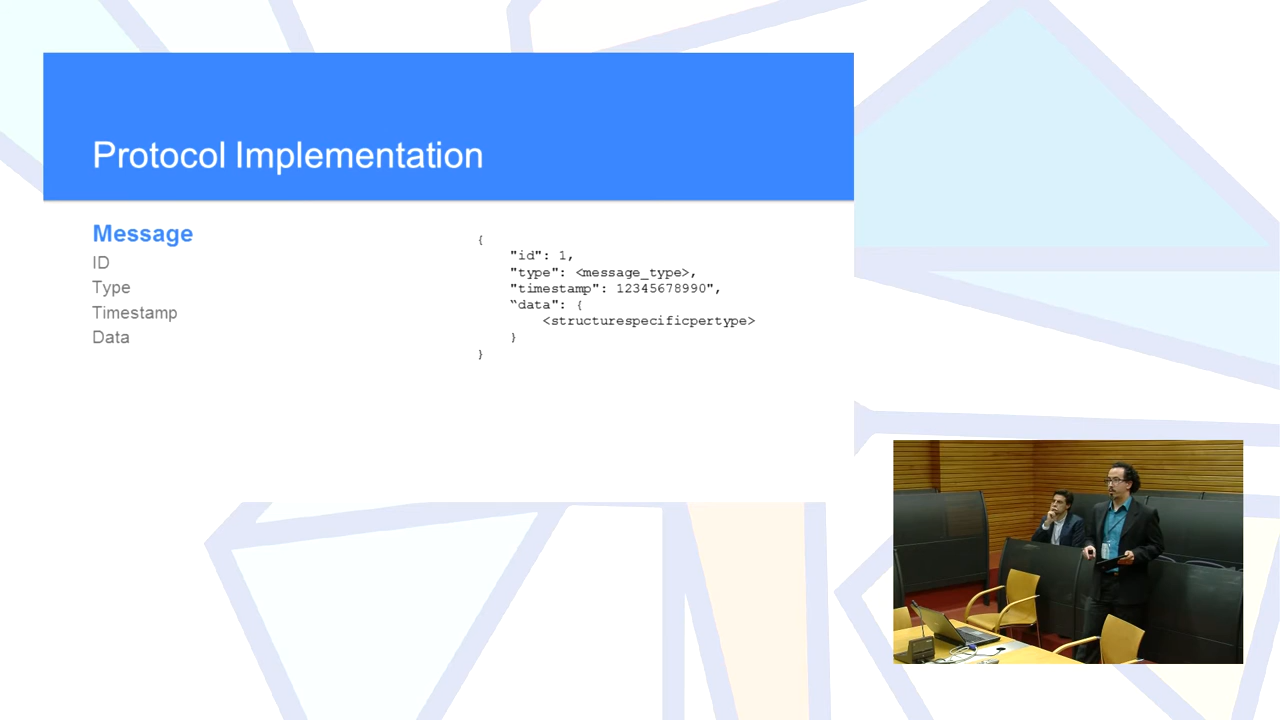 Protocol Implementation
Message
ID
Type
Timestamp
Data
{
"id": 1,
"type": <message_type>,
"timestamp": 12345678990",
“data": {
<structurespecificpertype>
}
}